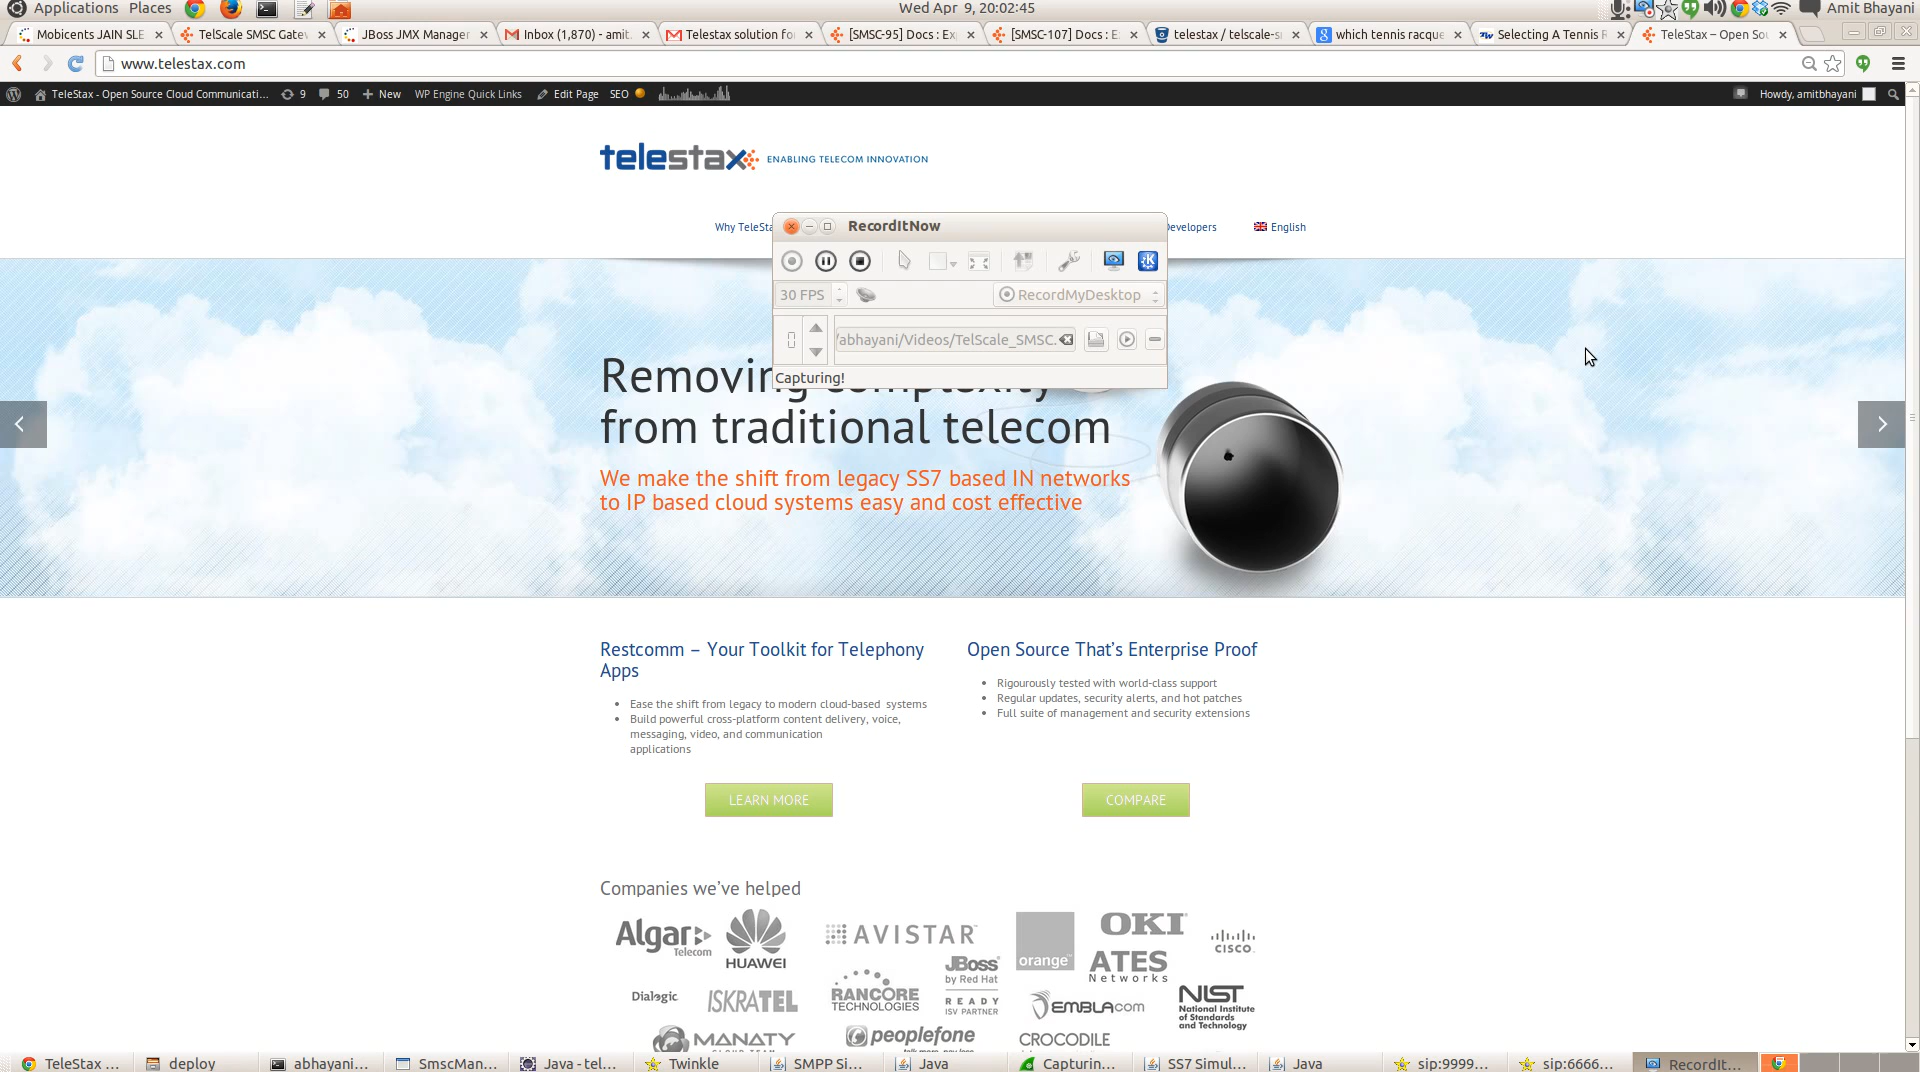 Applications Places
Wed Apr 9, 20:02:45
Amit Bhayani
Mobicents JAIN SLE
TelScale SMSC Gatew
JBoss JMX Manager
Inbox (1,870) - amit.
Telestax solution fo
[SMSC-95] Docs : Ex
[SMSC-107] Docs : E
telestax / telscale-s
which tennis racque
Selecting A Tennis R
TeleStax – Open Sou
www.telestax.com
TeleStax - Open Source Cloud Communicati... 9 50 New WP Engine Quick Links Edit Page SEO
Howdy, amitbhayani
telestax ENABLING TELECOM INNOVATION
Why TeleSta
Developers
English
RecordItNow
30 FPS
RecordMyDesktop
/abhayani/Videos/TelScale_SMSC.
Capturing!
Removing complexity
from traditional telecom
We make the shift from legacy SS7 based IN networks
to IP based cloud systems easy and cost effective
Restcomm – Your Toolkit for Telephony
Apps
Ease the shift from legacy to modern cloud-based systems
Build powerful cross-platform content delivery, voice,
messaging, video, and communication
applications
LEARN MORE
Open Source That's Enterprise Proof
Rigourously tested with world-class support
Regular updates, security alerts, and hot patches
Full suite of management and security extensions
COMPARE
Companies we've helped
Algar
Telecom
HUAWEI
AVISTAR
orange
OKI
CISCO
ATES
Networks
JBoss
by Red Hat
READY
ISV PARTNER
Dialogic
ISKRATEL
RANCORE
TECHNOLOGIES
EMBLACOM
NIST
National Institute
of Standards
and Technology
MANATY
peoplefone
CROCODILE
TeleStax ...
deploy
abhayani...
SmscMan...
Java - tel...
Twinkle
SMPP Si...
Java
Capturin...
SS7 Simul...
Java
sip:9999...
sip:6666...
RecordIt...